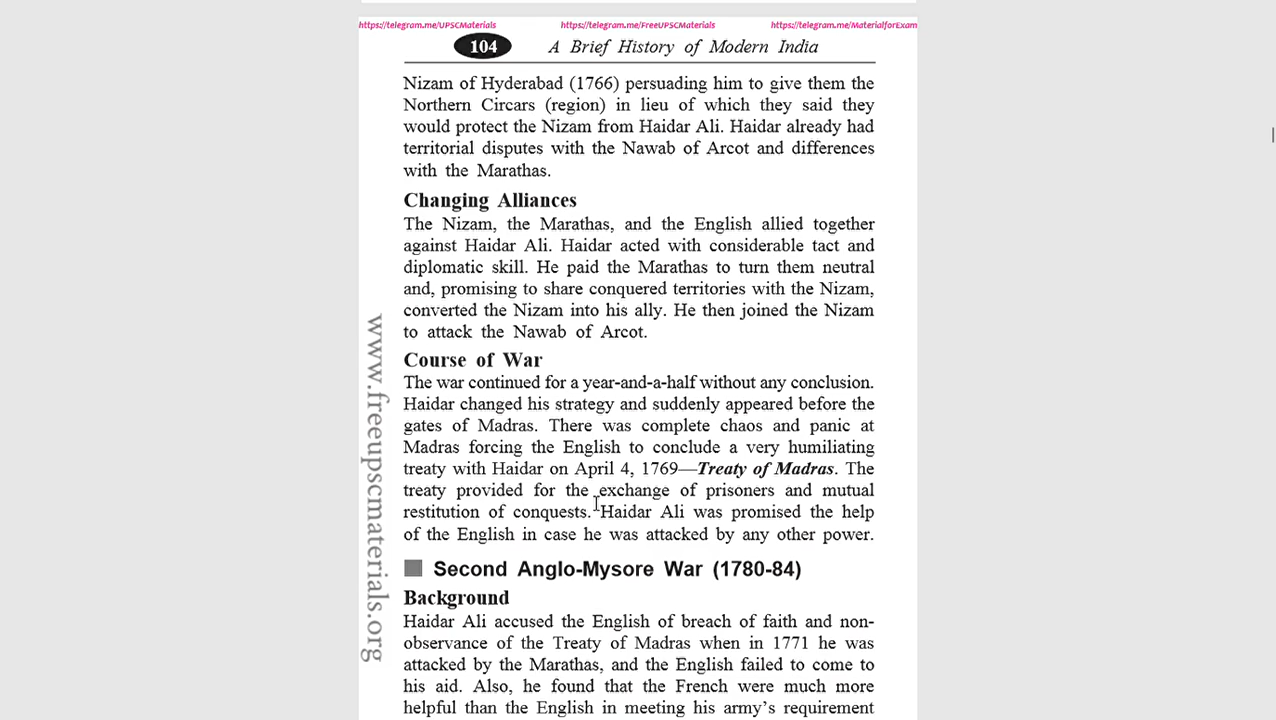 https://telegram.me/UPSCMaterials https://telegram.me/FreeUPSCMaterials https://telegram.me/MaterialforExam
104 A Brief History of Modern India
Nizam of Hyderabad (1766) persuading him to give them the
Northern Circars (region) in lieu of which they said they
would protect the Nizam from Haidar Ali. Haidar already had
territorial disputes with the Nawab of Arcot and differences
with the Marathas.
Changing Alliances
The Nizam, the Marathas, and the English allied together
against Haidar Ali. Haidar acted with considerable tact and
diplomatic skill. He paid the Marathas to turn them neutral
and, promising to share conquered territories with the Nizam,
converted the Nizam into his ally. He then joined the Nizam
to attack the Nawab of Arcot.
Course of War
The war continued for a year-and-a-half without any conclusion.
Haidar changed his strategy and suddenly appeared before the
gates of Madras. There was complete chaos and panic at
Madras forcing the English to conclude a very humiliating
treaty with Haidar on April 4, 1769—Treaty of Madras. The
treaty provided for the exchange of prisoners and mutual
restitution of conquests. Haidar Ali was promised the help
of the English in case he was attacked by any other power.
Second Anglo-Mysore War (1780-84)
Background
Haidar Ali accused the English of breach of faith and non-
observance of the Treaty of Madras when in 1771 he was
attacked by the Marathas, and the English failed to come to
his aid. Also, he found that the French were much more
helpful than the English in meeting his army's requirement
www.freeupscmaterials.org